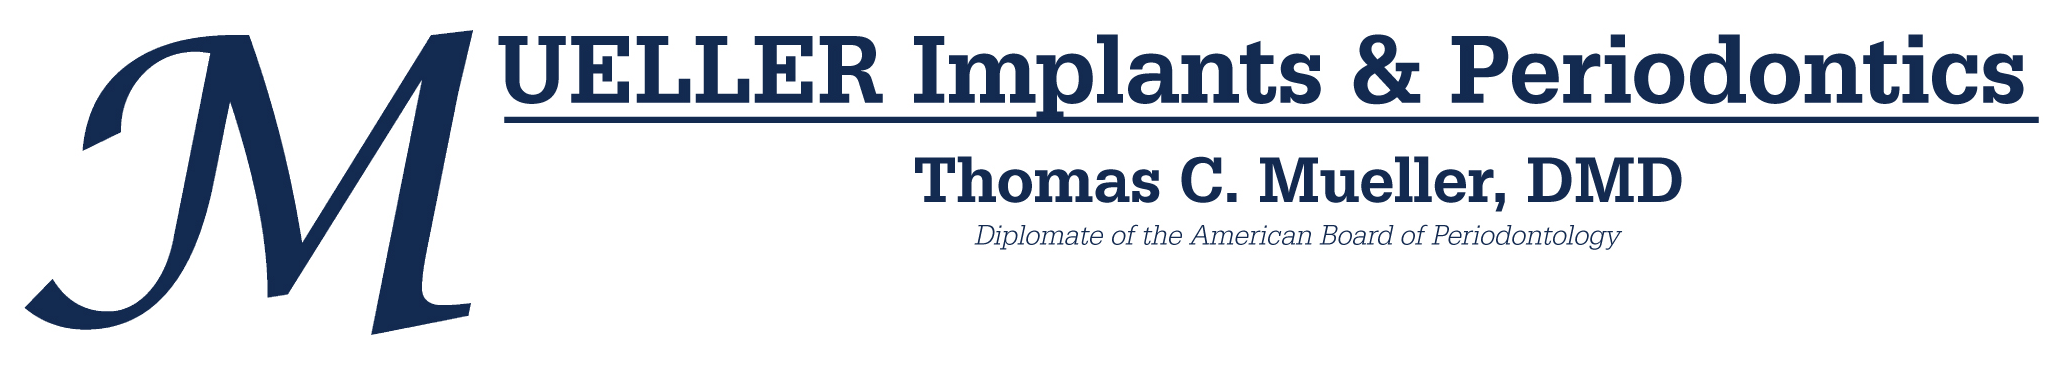 MUELLER Implants & Periodontics
Thomas C. Mueller, DMD
Diplomate of the American Board of Periodontology